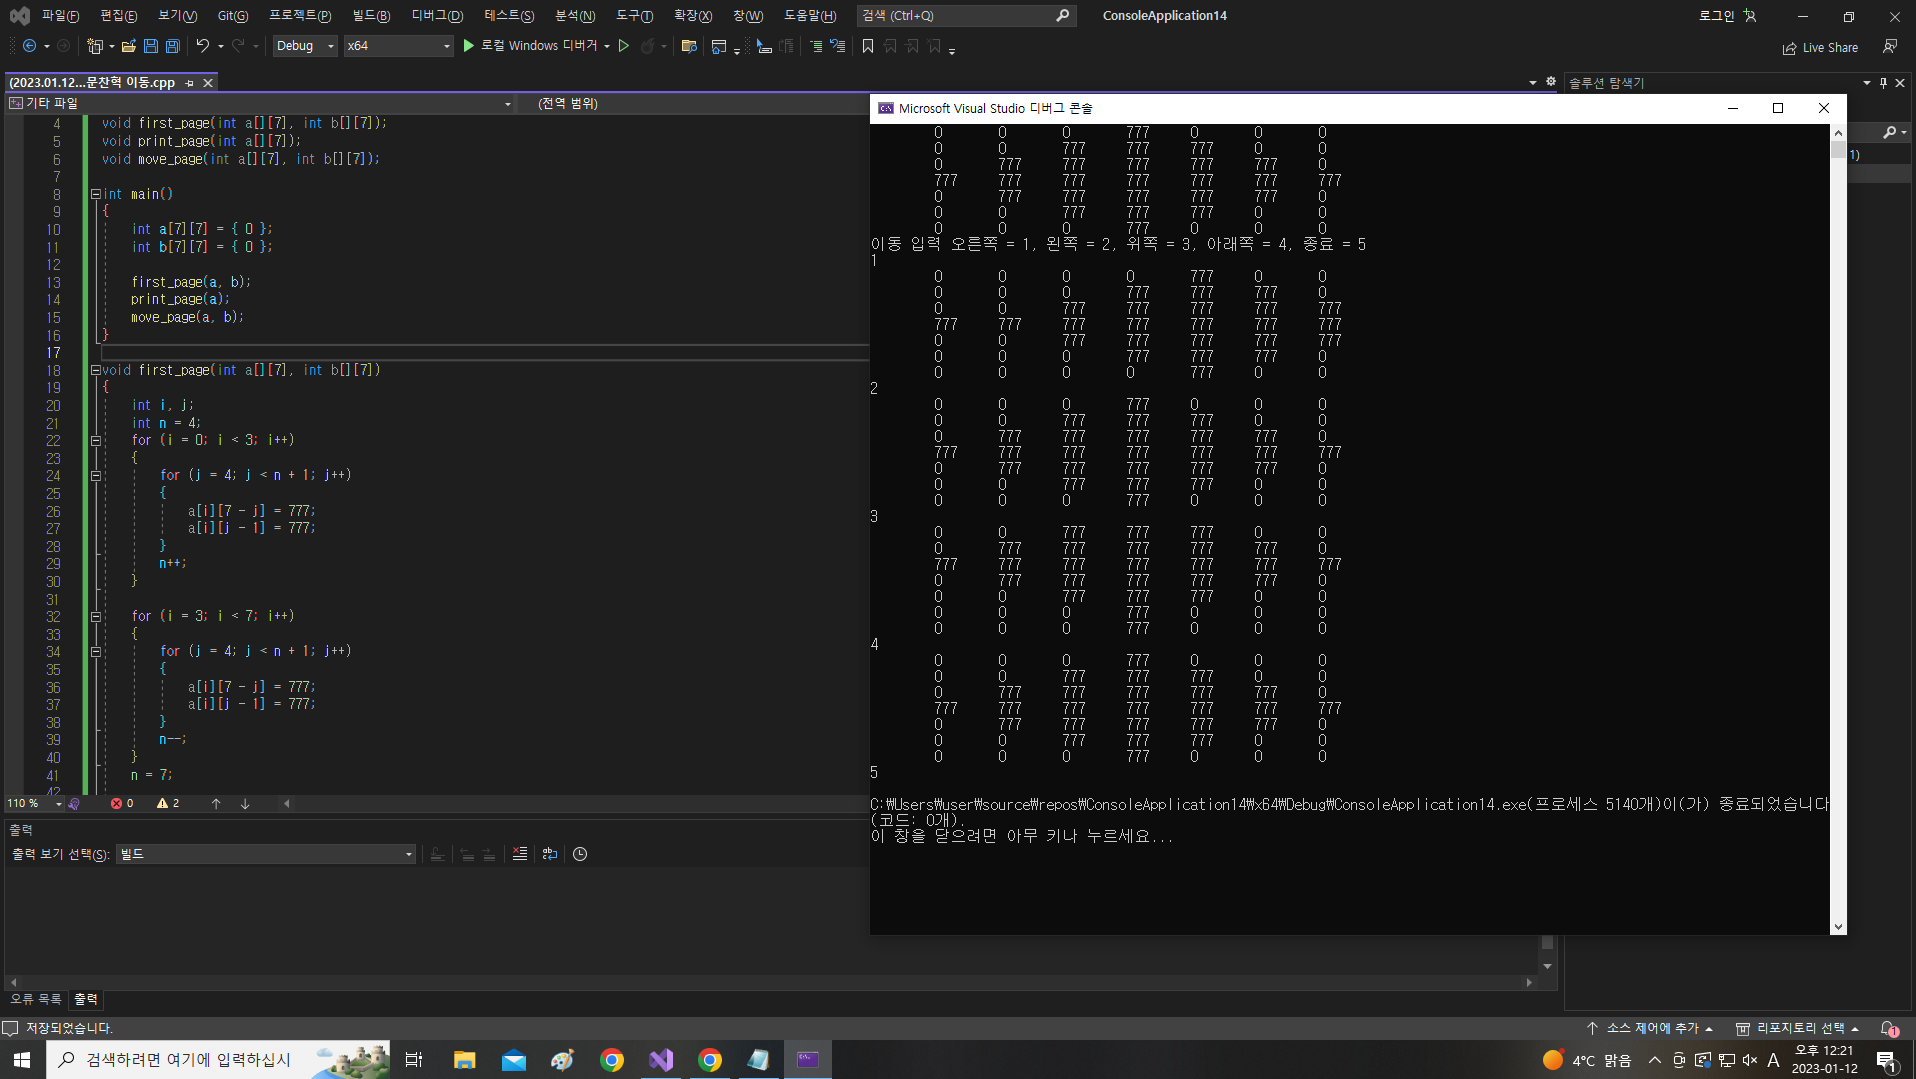 파일(F) 편집(E) 보기(V) Git(G) 프로젝트(P) 빌드(B) 디버그(D) 테스트(S) 분석(N) 도구(T) 확장(X) 창(W) 도움말(H) 검색 (Ctrl+Q) ConsoleApplication14 로그인
Debug x64 로컬 Windows 디버거 Live Share
(2023.01.12...문찬혁 이동.cpp
솔루션 탐색기
기타 파일 (전역 범위)
4 void first_page(int a[][7], int b[][7]);
5 void print_page(int a[][7]);
6 void move_page(int a[][7], int b[][7]);
7
8 int main()
9 {
10 int a[7][7] = { 0 };
11 int b[7][7] = { 0 };
12
13 first_page(a, b);
14 print_page(a);
15 move_page(a, b);
16 }
17
18 void first_page(int a[][7], int b[][7])
19 {
20 int i, j;
21 int n = 4;
22 for (i = 0; i < 3; i++)
23 {
24 for (j = 4; j < n + 1; j++)
25 {
26 a[i][7 - j] = 777;
27 a[i][j - 1] = 777;
28 }
29 n++;
30 }
31
32 for (i = 3; i < 7; i++)
33 {
34 for (j = 4; j < n + 1; j++)
35 {
36 a[i][7 - j] = 777;
37 a[i][j - 1] = 777;
38 }
39 n--;
40 }
41 n = 7;
42
110 % 0 2
출력
출력 보기 선택(S): 빌드
오류 목록 출력
Microsoft Visual Studio 디버그 콘솔
0 0 0 777 0 0 0
0 0 777 777 777 0 0
0 777 777 777 777 777 0
777 777 777 777 777 777 777
0 777 777 777 777 777 0
0 0 777 777 777 0 0
0 0 0 777 0 0 0
이동 입력 오른쪽 = 1, 왼쪽 = 2, 위쪽 = 3, 아래쪽 = 4, 종료 = 5
1
0 0 0 0 777 0 0
0 0 0 777 777 777 0
0 0 777 777 777 777 777
777 777 777 777 777 777 777
0 0 777 777 777 777 777
0 0 0 777 777 777 0
0 0 0 0 777 0 0
2
0 0 0 777 0 0 0
0 0 777 777 777 0 0
0 777 777 777 777 777 0
777 777 777 777 777 777 777
0 777 777 777 777 777 0
0 0 777 777 777 0 0
0 0 0 777 0 0 0
3
0 0 777 777 777 0 0
0 777 777 777 777 777 0
777 777 777 777 777 777 777
0 777 777 777 777 777 0
0 0 777 777 777 0 0
0 0 0 777 0 0 0
0 0 0 777 0 0 0
4
0 0 0 777 0 0 0
0 0 777 777 777 0 0
0 777 777 777 777 777 0
777 777 777 777 777 777 777
0 777 777 777 777 777 0
0 0 777 777 777 0 0
0 0 0 777 0 0 0
5
C:₩Users₩user₩source₩repos₩ConsoleApplication14₩x64₩Debug₩ConsoleApplication14.exe(프로세스 5140개)이(가) 종료되었습니다
(코드: 0개).
이 창을 닫으려면 아무 키나 누르세요...
1)
저장되었습니다. 소스 제어에 추가 리포지토리 선택 1
검색하려면 여기에 입력하십시 4°C 맑음 A 오후 12:21
2023-01-12 1